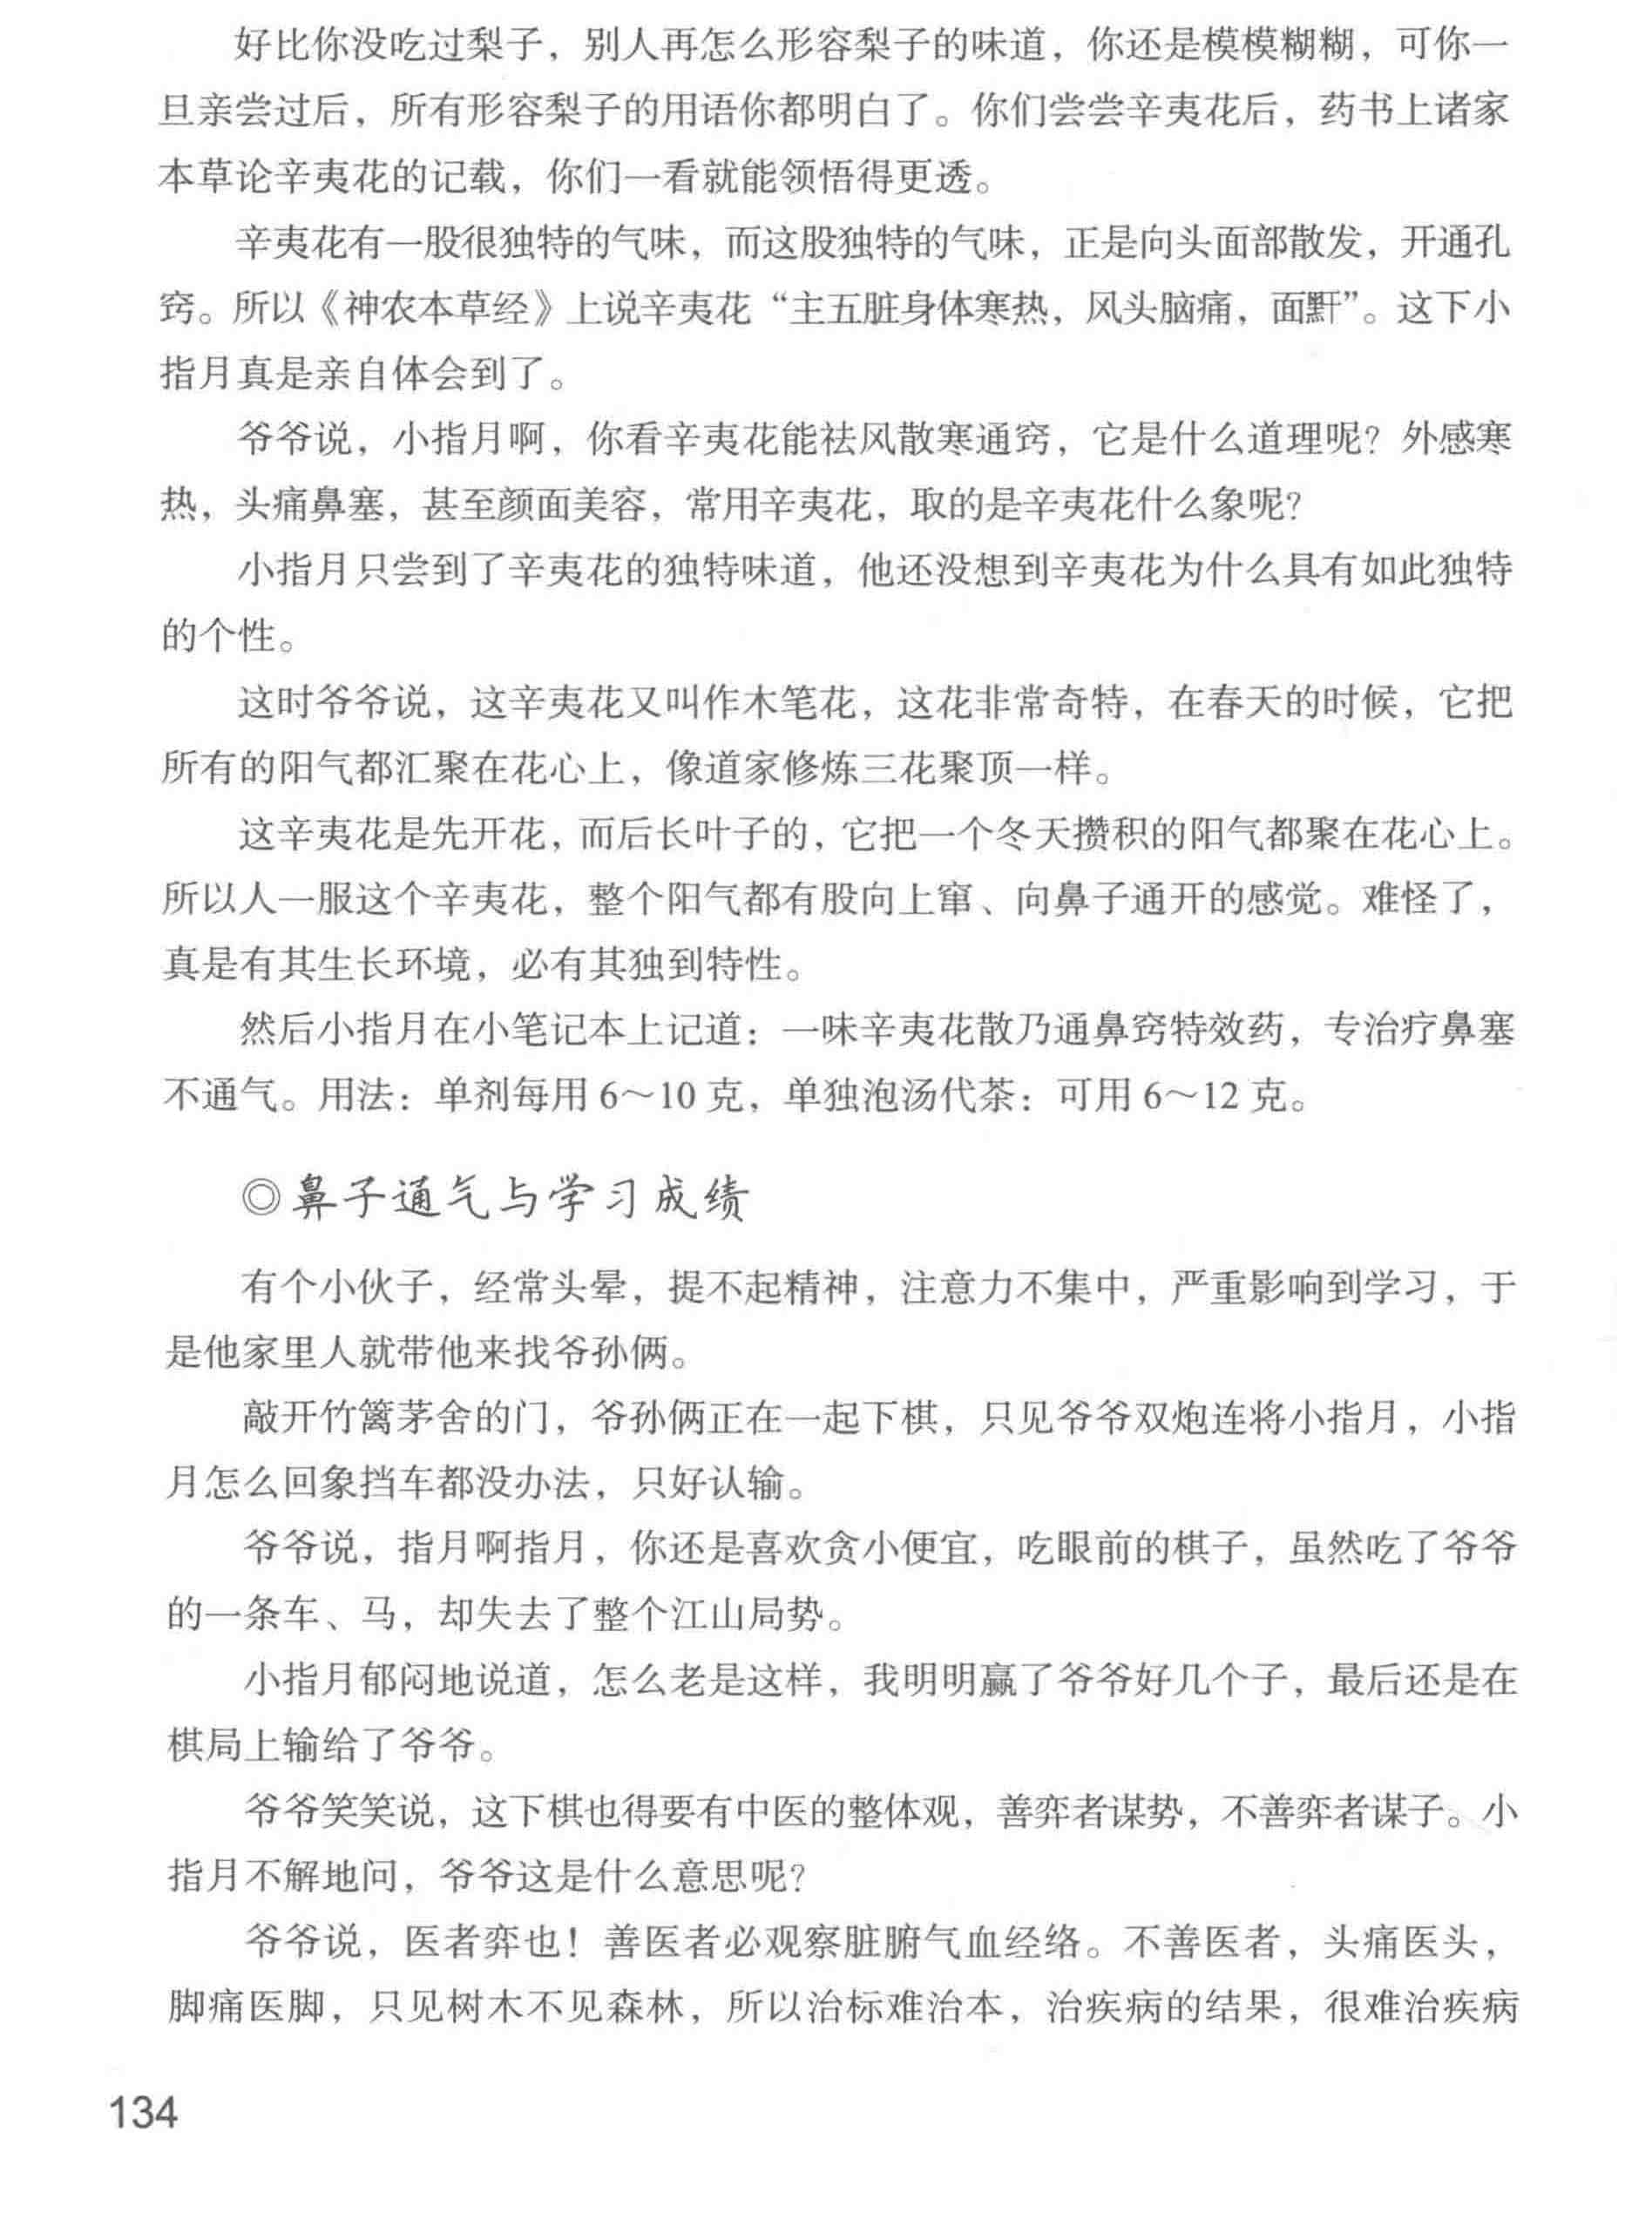 好比你没吃过梨子，别人再怎么形容梨子的味道，你还是模模糊糊，可你一
旦亲尝过后，所有形容梨子的用语你都明白了。你们尝尝辛夷花后，药书上诸家
本草论辛夷花的记载，你们一看就能领悟得更透。
辛夷花有一股很独特的气味，而这股独特的气味，正是向头面部散发，开通孔
窍。所以《神农本草经》上说辛夷花“主五脏身体寒热，风头脑痛，面皯”。这下小
指月真是亲自体会到了。
爷爷说，小指月啊，你看辛夷花能祛风散寒通窍，它是什么道理呢？外感寒
热，头痛鼻塞，甚至颜面美容，常用辛夷花，取的是辛夷花什么象呢？
小指月只尝到了辛夷花的独特味道，他还没想到辛夷花为什么具有如此独特
的个性。
这时爷爷说，这辛夷花又叫作木笔花，这花非常奇特，在春天的时候，它把
所有的阳气都汇聚在花心上，像道家修炼三花聚顶一样。
这辛夷花是先开花，而后长叶子的，它把一个冬天攒积的阳气都聚在花心上。
所以人一服这个辛夷花，整个阳气都有股向上窜、向鼻子通开的感觉。难怪了，
真是有其生长环境，必有其独到特性。
然后小指月在小笔记本上记道：一味辛夷花散乃通鼻窍特效药，专治疗鼻塞
不通气。用法：单剂每用 6～10 克，单独泡汤代茶：可用 6～12 克。
◎鼻子通气与学习成绩
有个小伙子，经常头晕，提不起精神，注意力不集中，严重影响到学习，于
是他家里人就带他来找爷孙俩。
敲开竹篱茅舍的门，爷孙俩正在一起下棋，只见爷爷双炮连将小指月，小指
月怎么回象挡车都没办法，只好认输。
爷爷说，指月啊指月，你还是喜欢贪小便宜，吃眼前的棋子，虽然吃了爷爷
的一条车、马，却失去了整个江山局势。
小指月郁闷地说道，怎么老是这样，我明明赢了爷爷好几个子，最后还是在
棋局上输给了爷爷。
爷爷笑笑说，这下棋也得要有中医的整体观，善弈者谋势，不善弈者谋子。小
指月不解地问，爷爷这是什么意思呢？
爷爷说，医者弈也！善医者必观察脏腑气血经络。不善医者，头痛医头，
脚痛医脚，只见树木不见森林，所以治标难治本，治疾病的结果，很难治疾病
134